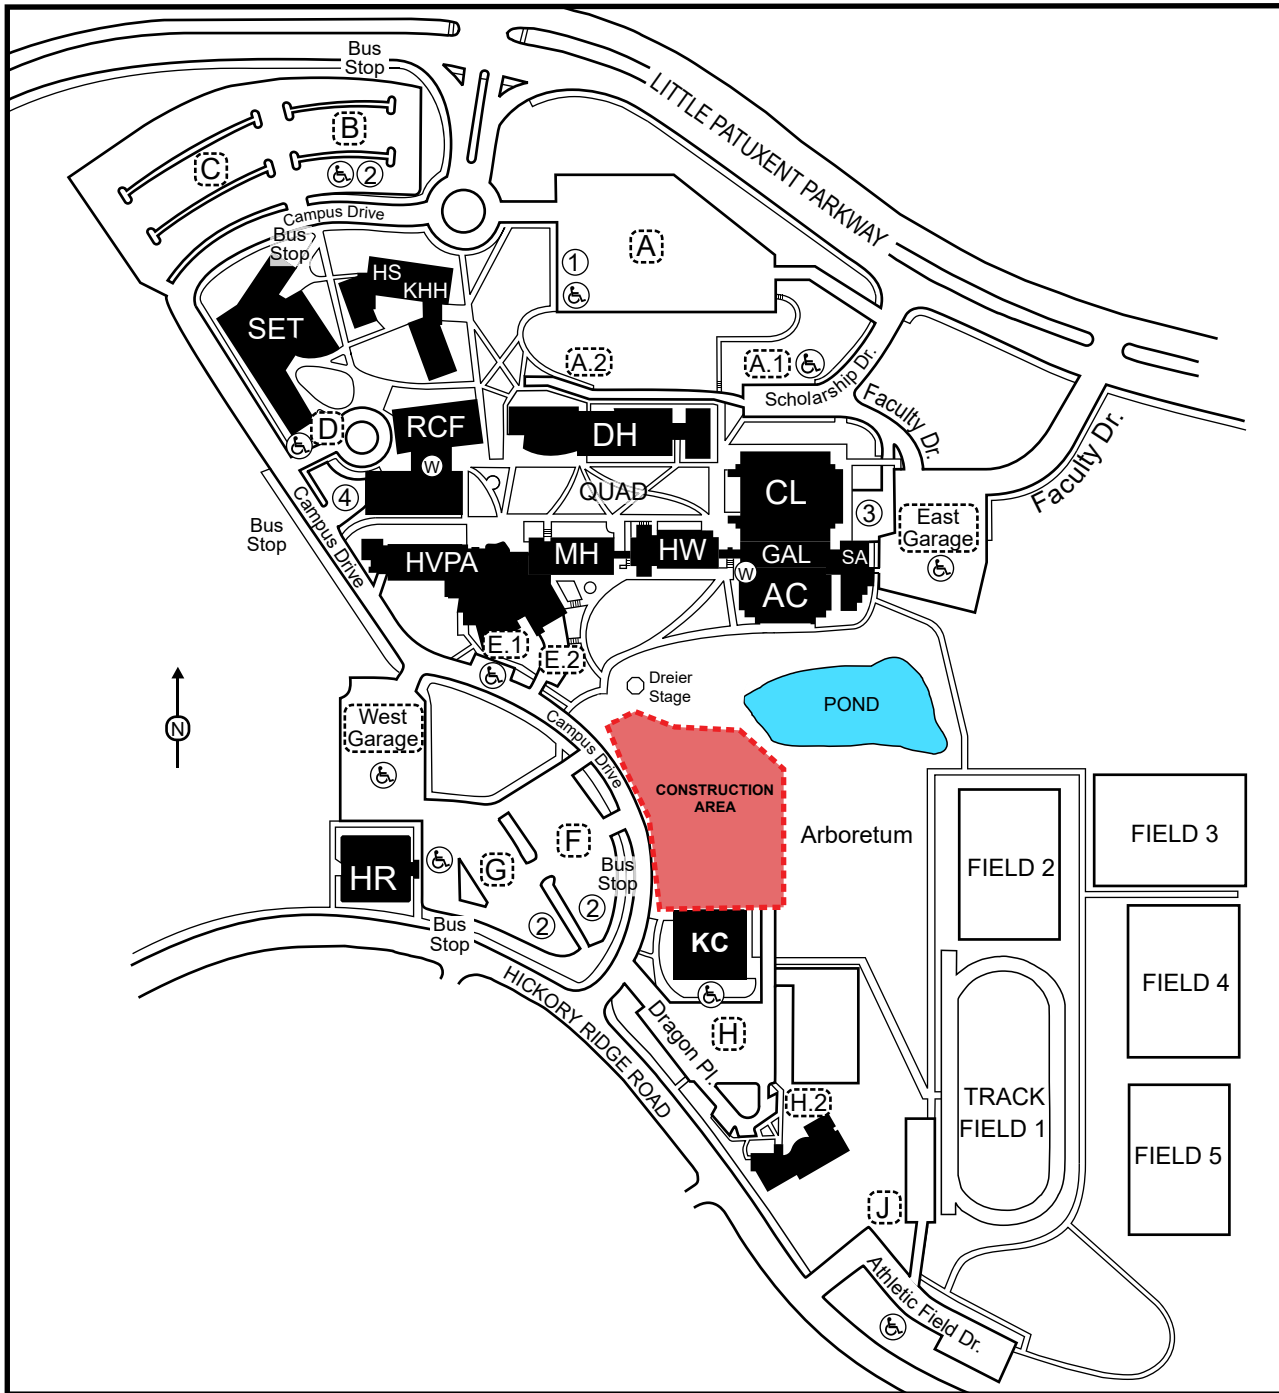 Bus
Stop
LITTLE PATUXENT PARKWAY
B
C
2
Campus Drive
Bus
Stop
A
1
HS
KHH
SET
A.2
A.1
Scholarship Dr.
Faculty Dr.
Faculty Dr.
D
RCF
W
DH
QUAD
CL
4
3
East
Garage
Campus Drive
Bus
Stop
HVPA
MH
HW
GAL
SA
W
AC
E.1
E.2
Dreier
Stage
POND
N
West
Garage
Campus Drive
CONSTRUCTION
AREA
Arboretum
FIELD 3
FIELD 2
F
G
HR
Bus
Stop
2
2
Bus
Stop
KC
FIELD 4
HICKORY RIDGE ROAD
Dragon Pl.
H
H.2
TRACK
FIELD 1
FIELD 5
J
Athletic Field Dr.